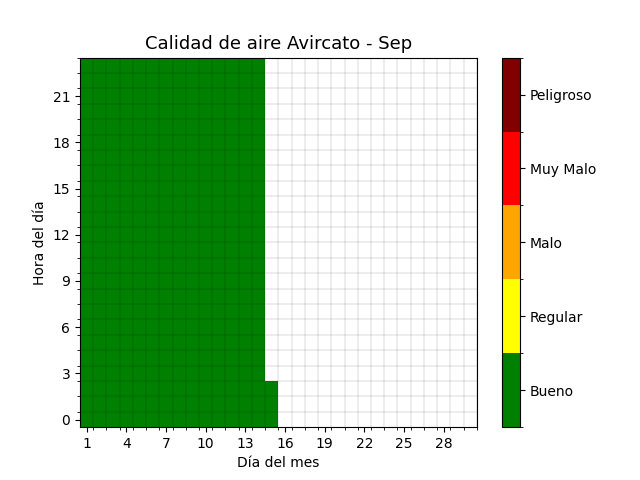 Calidad de aire Avircato - Sep
Hora del día
21
18
15
12
9
6
3
0
1 4 7 10 13 16 19 22 25 28
Día del mes
Peligroso
Muy Malo
Malo
Regular
Bueno